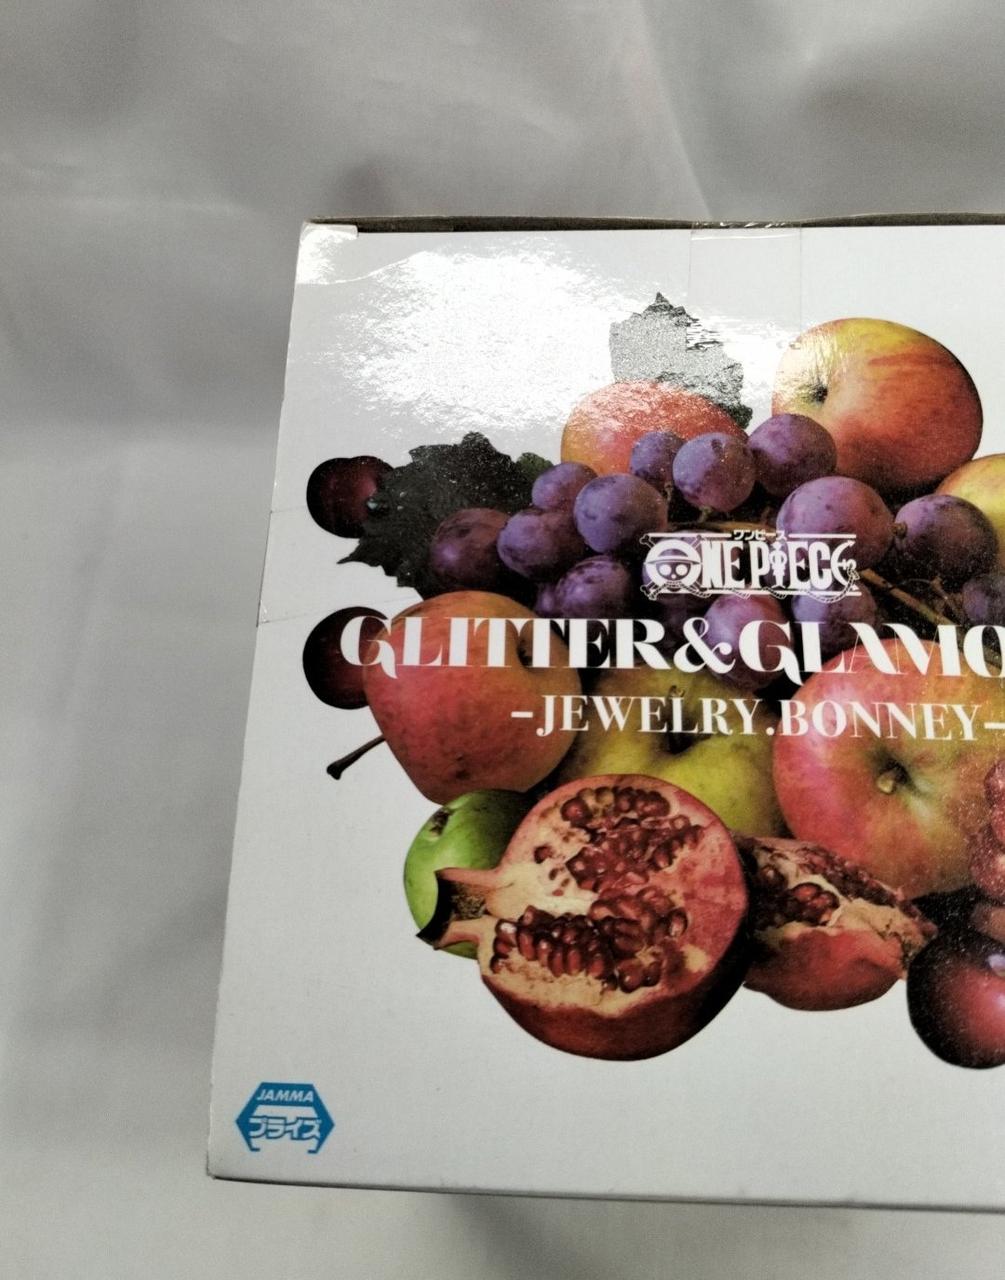 ワンピース
ONE PIECE
GLITTER&GLAMO
-JEWELRY.BONNEY-
JAMMA
プライズ